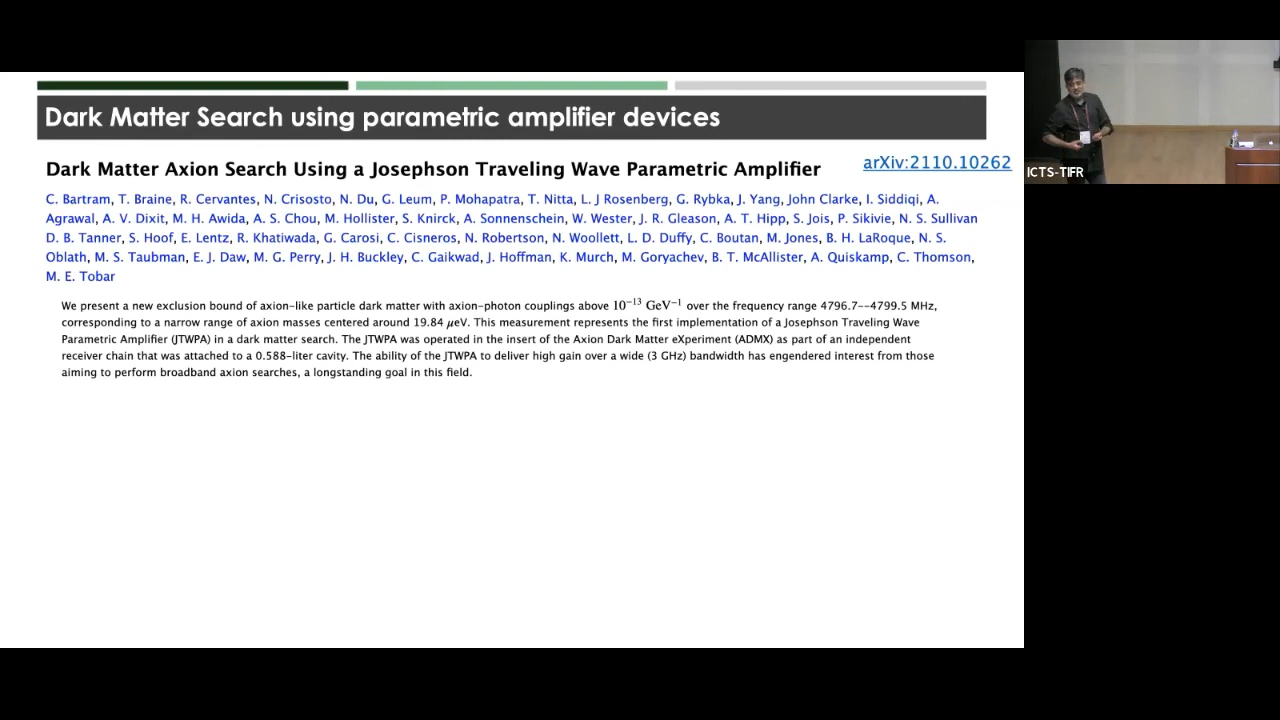 Dark Matter Search using parametric amplifier devices
Dark Matter Axion Search Using a Josephson Traveling Wave Parametric Amplifier
arXiv:2110.10262
C. Bartram, T. Braine, R. Cervantes, N. Crisosto, N. Du, G. Leum, P. Mohapatra, T. Nitta, L. J Rosenberg, G. Rybka, J. Yang, John Clarke, I. Siddiqi, A.
Agrawal, A. V. Dixit, M. H. Awida, A. S. Chou, M. Hollister, S. Knirck, A. Sonnenschein, W. Wester, J. R. Gleason, A. T. Hipp, S. Jois, P. Sikivie, N. S. Sullivan
D. B. Tanner, S. Hoof, E. Lentz, R. Khatiwada, G. Carosi, C. Cisneros, N. Robertson, N. Woollett, L. D. Duffy, C. Boutan, M. Jones, B. H. LaRoque, N. S.
Oblath, M. S. Taubman, E. J. Daw, M. G. Perry, J. H. Buckley, C. Gaikwad, J. Hoffman, K. Murch, M. Goryachev, B. T. McAllister, A. Quiskamp, C. Thomson,
M. E. Tobar
We present a new exclusion bound of axion-like particle dark matter with axion-photon couplings above 10⁻¹³ GeV⁻¹ over the frequency range 4796.7--4799.5 MHz,
corresponding to a narrow range of axion masses centered around 19.84 μeV. This measurement represents the first implementation of a Josephson Traveling Wave
Parametric Amplifier (JTWPA) in a dark matter search. The JTWPA was operated in the insert of the Axion Dark Matter eXperiment (ADMX) as part of an independent
receiver chain that was attached to a 0.588-liter cavity. The ability of the JTWPA to deliver high gain over a wide (3 GHz) bandwidth has engendered interest from those
aiming to perform broadband axion searches, a longstanding goal in this field.
ICTS-TIFR